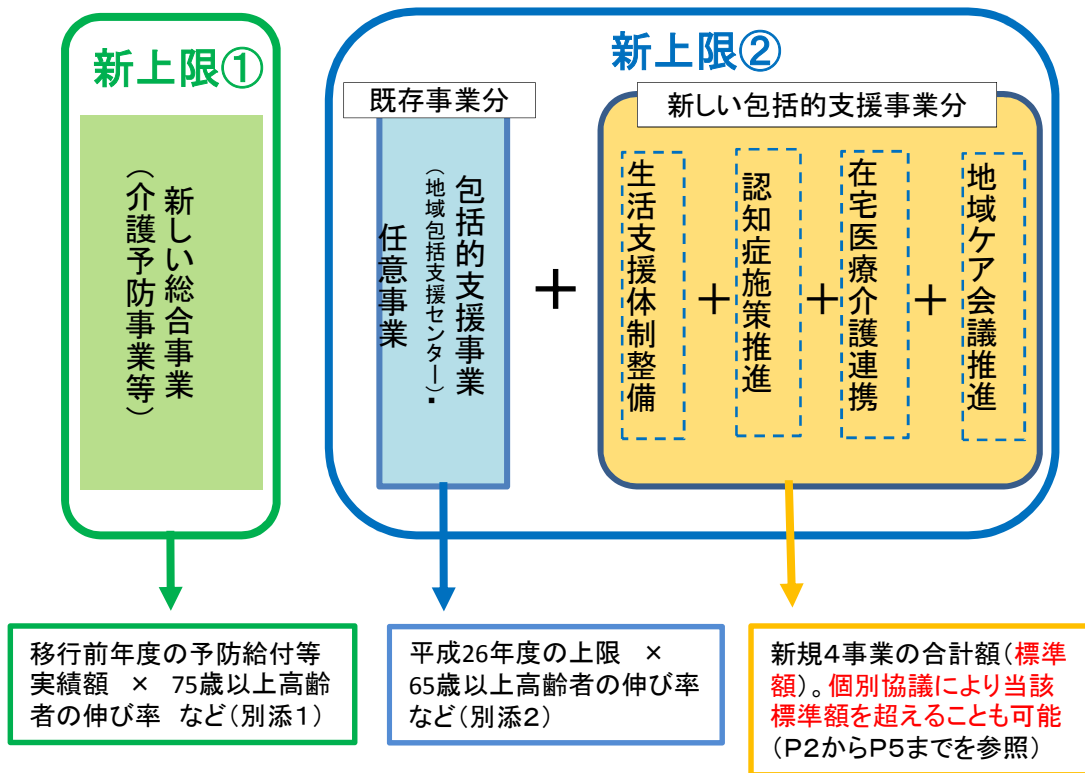 新上限①
新しい総合事業
（介護予防事業等）
新上限②
既存事業分
包括的支援事業
（地域包括支援センター）・
任意事業
＋
新しい包括的支援事業分
生活支援体制整備
＋
認知症施策推進
＋
在宅医療介護連携
＋
地域ケア会議推進
移行前年度の予防給付等
実績額　×　75歳以上高齢
者の伸び率　など（別添１）
平成26年度の上限　×
65歳以上高齢者の伸び率
など（別添２）
新規４事業の合計額（標準
額）。個別協議により当該
標準額を超えることも可能
（P２からP５までを参照）